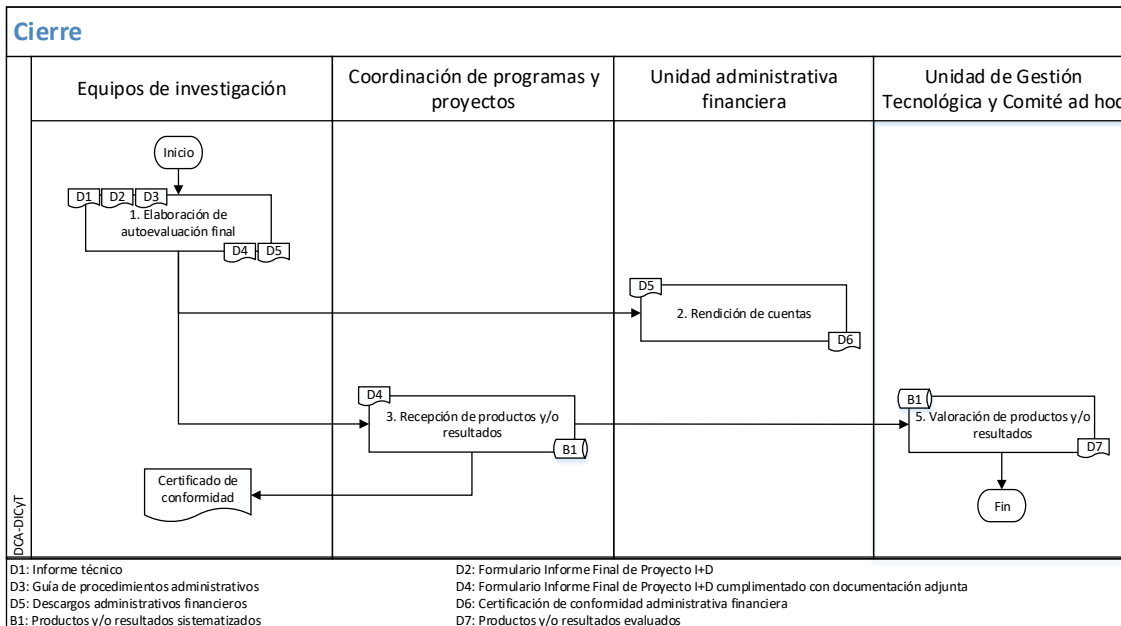 Cierre
Equipos de investigación
Coordinación de programas y
proyectos
Unidad administrativa
financiera
Unidad de Gestión
Tecnológica y Comité ad hoc
DCA-DICyT
Inicio
D1
D2
D3
1. Elaboración de
autoevaluación final
D4
D5
D5
2. Rendición de cuentas
D6
D4
3. Recepción de productos y/o
resultados
B1
B1
5. Valoración de productos y/o
resultados
D7
Certificado de
conformidad
Fin
D1: Informe técnico
D2: Formulario Informe Final de Proyecto I+D
D3: Guía de procedimientos administrativos
D4: Formulario Informe Final de Proyecto I+D cumplimentado con documentación adjunta
D5: Descargos administrativos financieros
D6: Certificación de conformidad administrativa financiera
B1: Productos y/o resultados sistematizados
D7: Productos y/o resultados evaluados